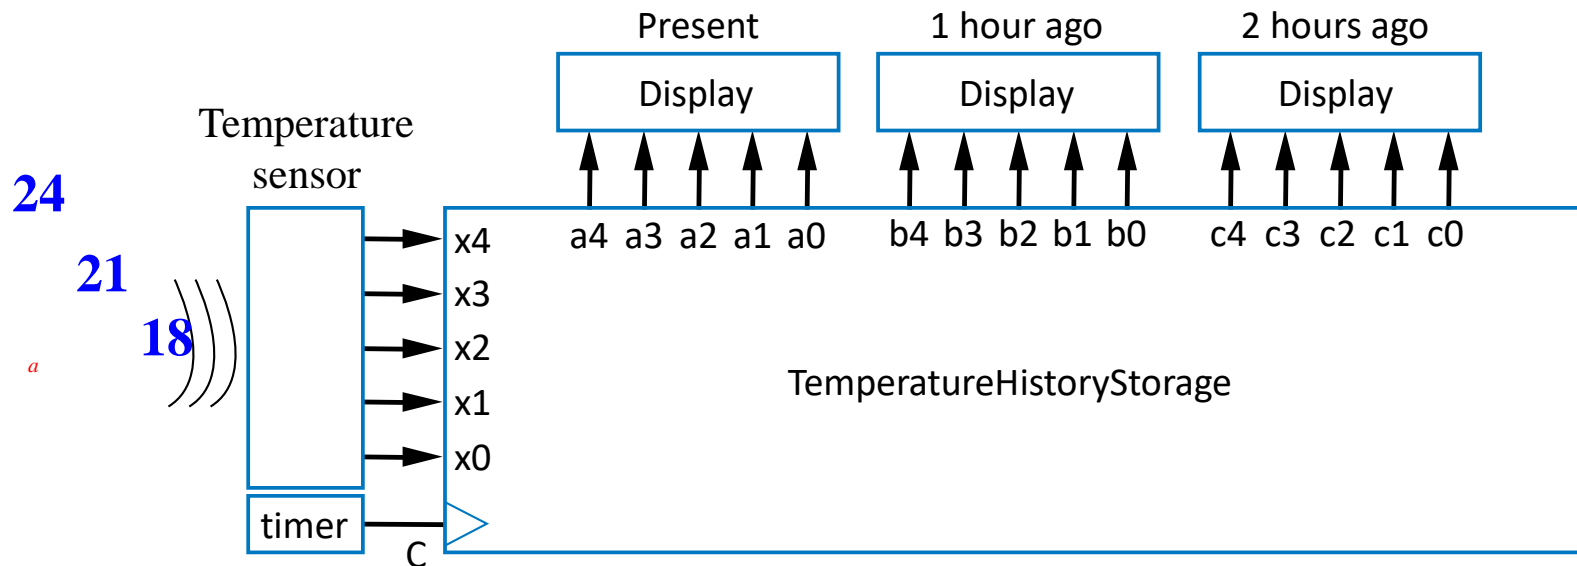 Present 1 hour ago 2 hours ago
Display Display Display
Temperature
sensor
24
21
18
a
x4 a4 a3 a2 a1 a0 b4 b3 b2 b1 b0 c4 c3 c2 c1 c0
x3
x2
TemperatureHistoryStorage
x1
x0
timer
C